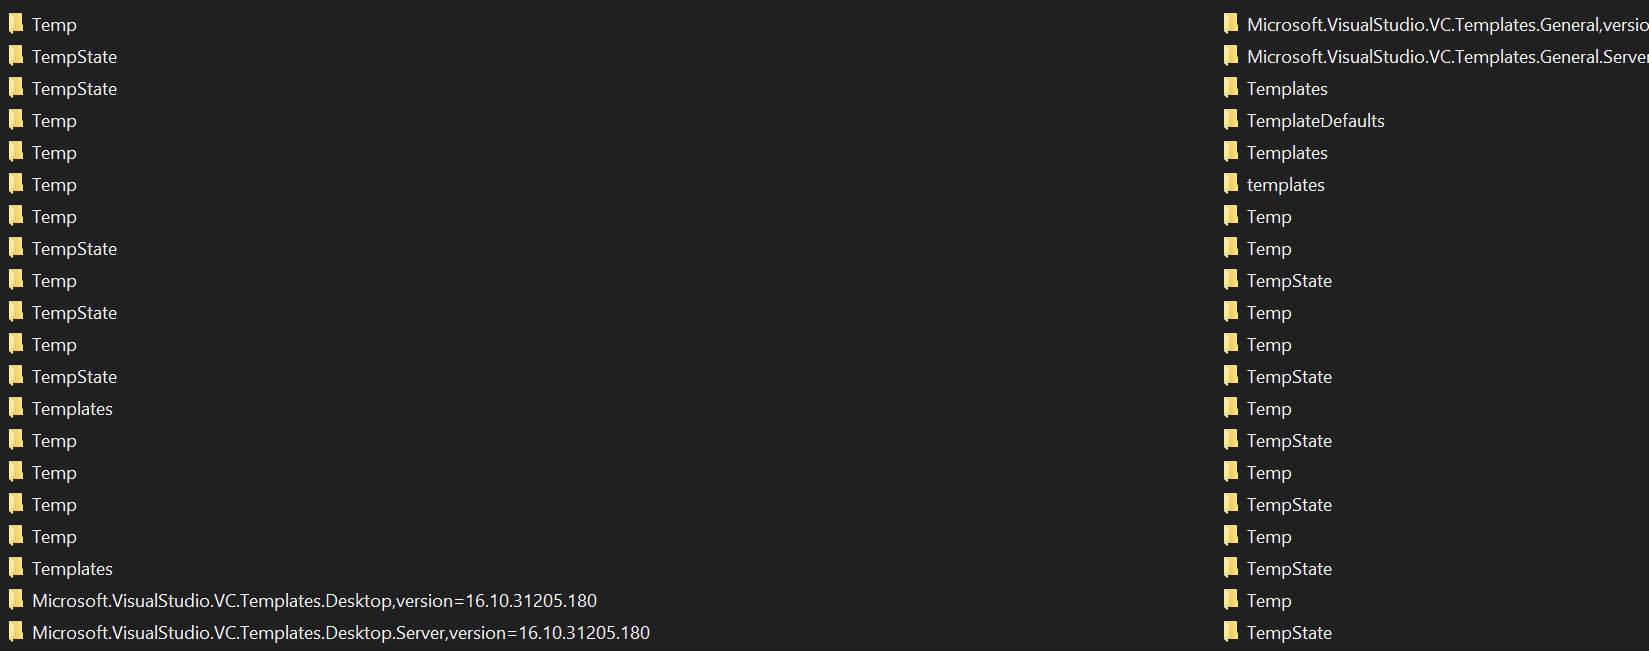 Temp
TempState
TempState
Temp
Temp
Temp
Temp
TempState
Temp
TempState
Temp
TempState
Templates
Temp
Temp
Temp
Temp
Templates
Microsoft.VisualStudio.VC.Templates.Desktop,version=16.10.31205.180
Microsoft.VisualStudio.VC.Templates.Desktop.Server,version=16.10.31205.180
Microsoft.VisualStudio.VC.Templates.General,versio
Microsoft.VisualStudio.VC.Templates.General.Server
Templates
TemplateDefaults
Templates
templates
Temp
Temp
TempState
Temp
Temp
TempState
Temp
TempState
Temp
TempState
Temp
TempState
Temp
TempState